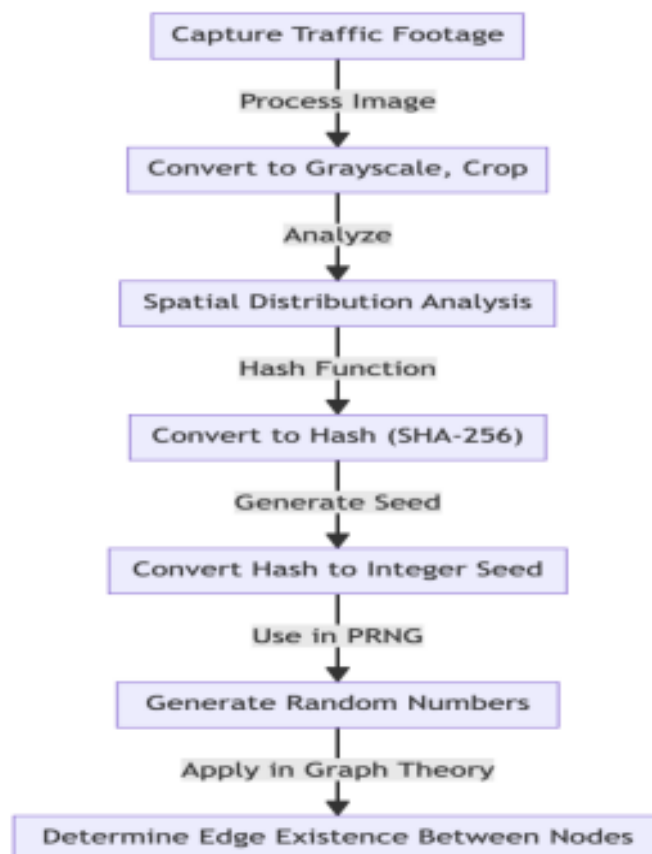 Capture Traffic Footage
Process Image
Convert to Grayscale, Crop
Analyze
Spatial Distribution Analysis
Hash Function
Convert to Hash (SHA-256)
Generate Seed
Convert Hash to Integer Seed
Use in PRNG
Generate Random Numbers
Apply in Graph Theory
Determine Edge Existence Between Nodes